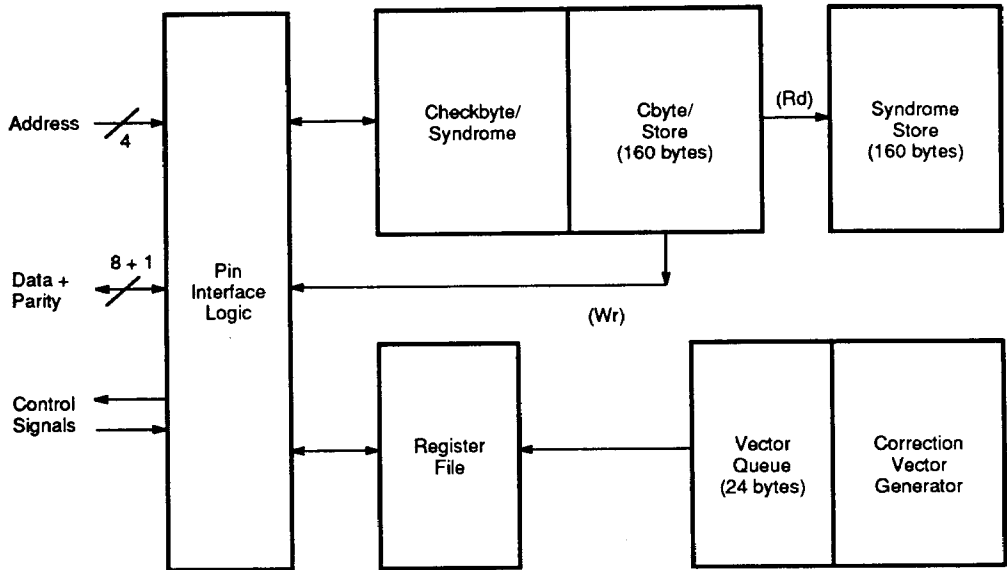 Address
4
8 + 1
Data +
Parity
Control
Signals
Pin
Interface
Logic
Checkbyte/
Syndrome
Cbyte/
Store
(160 bytes)
(Rd)
Syndrome
Store
(160 bytes)
(Wr)
Register
File
Vector
Queue
(24 bytes)
Correction
Vector
Generator